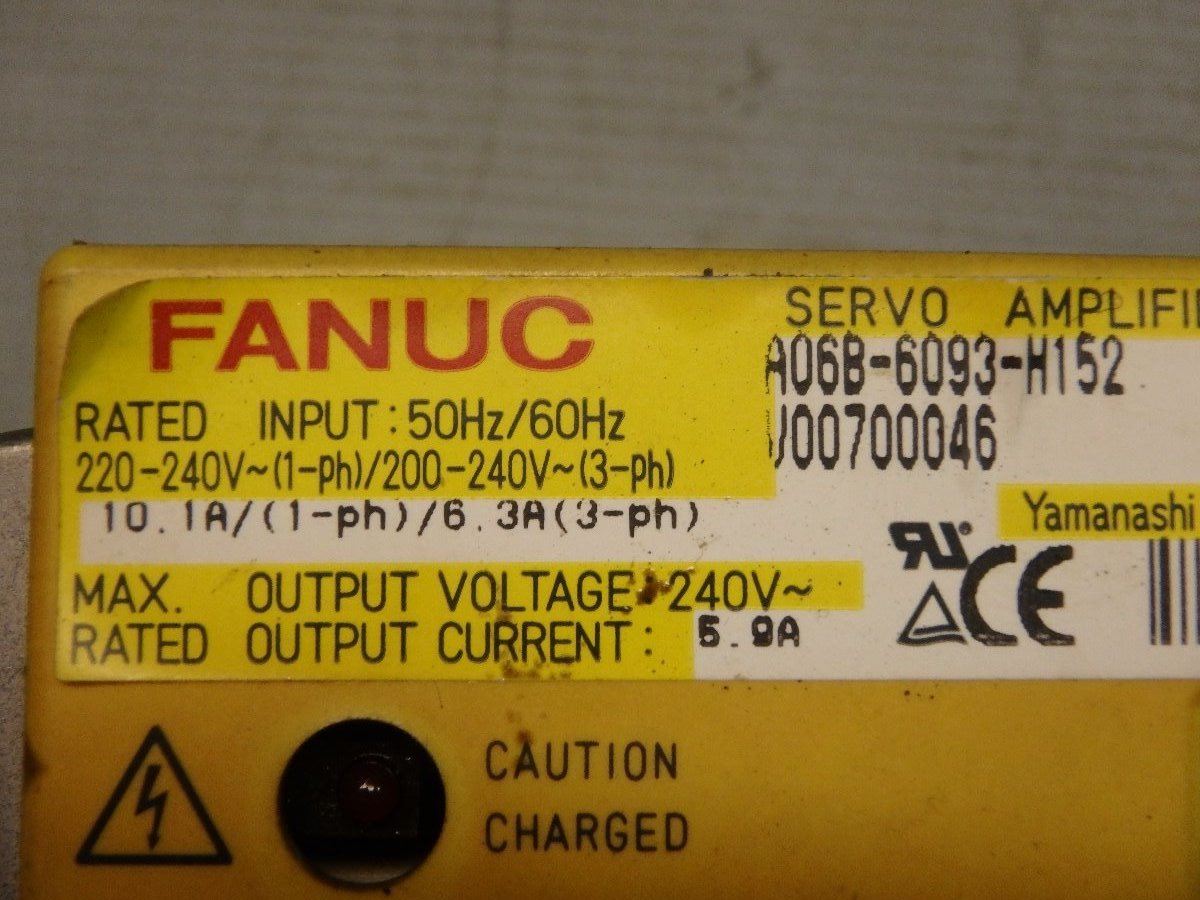 FANUC
SERVO AMPLIFI
A06B-6093-H152
V00700046
RATED INPUT: 50Hz/60Hz
220-240V~(1-ph)/200-240V~(3-ph)
10.1A/(1-ph)/6.3A(3-ph)
Yamanashi
MAX. OUTPUT VOLTAGE: 240V~
RATED OUTPUT CURRENT: 5.9A
CE
CAUTION
CHARGED